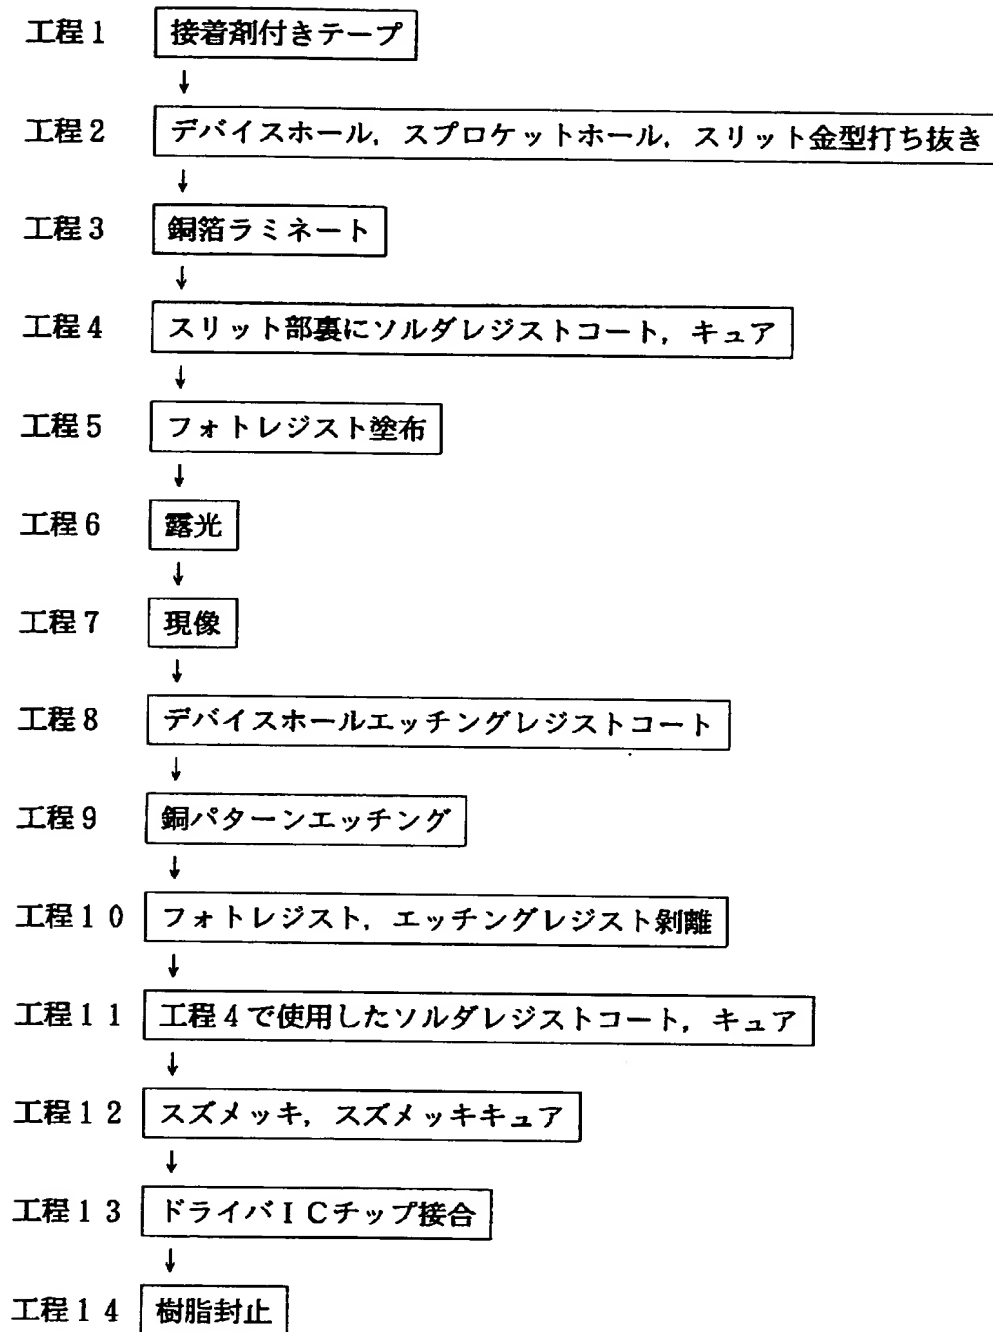 工程1 接着剤付きテープ
↓
工程2 デバイスホール，スプロケットホール，スリット金型打ち抜き
↓
工程3 銅箔ラミネート
↓
工程4 スリット部裏にソルダレジストコート，キュア
↓
工程5 フォトレジスト塗布
↓
工程6 露光
↓
工程7 現像
↓
工程8 デバイスホールエッチングレジストコート
↓
工程9 銅パターンエッチング
↓
工程10 フォトレジスト，エッチングレジスト剝離
↓
工程11 工程4で使用したソルダレジストコート，キュア
↓
工程12 スズメッキ，スズメッキキュア
↓
工程13 ドライバICチップ接合
↓
工程14 樹脂封止